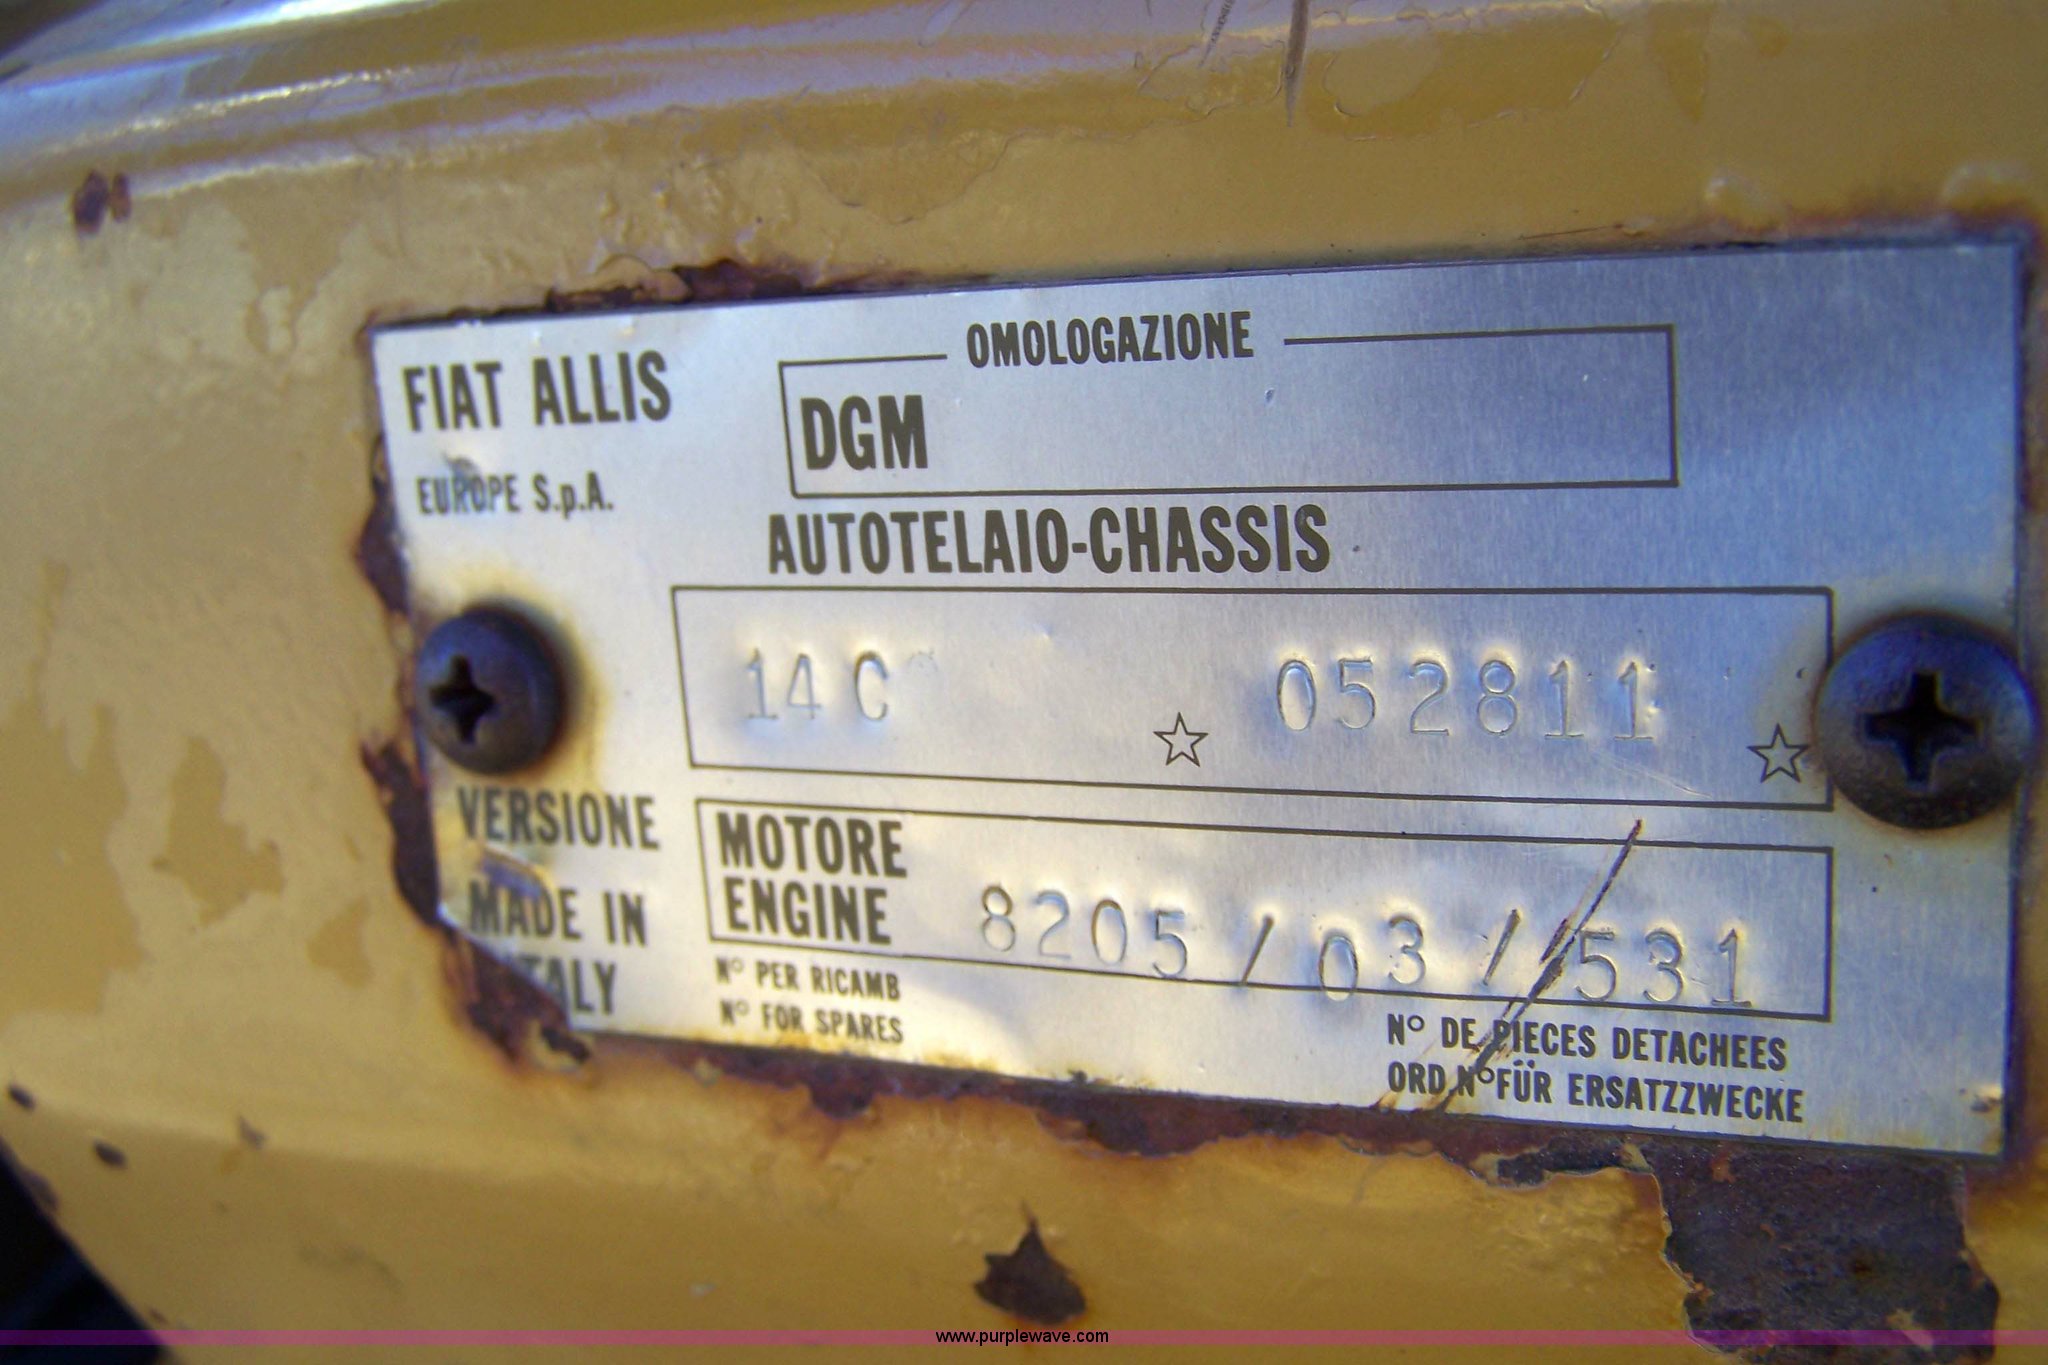 FIAT ALLIS
EUROPE S.p.A.
OMOLOGAZIONE
DGM
AUTOTELAIO-CHASSIS
14 C ☆ 052811 ☆
VERSIONE
MADE IN
ITALY
MOTORE
ENGINE
8205/03/531
N° PER RICAMB
N° FOR SPARES
N° DE PIECES DETACHEES
ORD.N° FÜR ERSATZZWECKE
www.purplewave.com